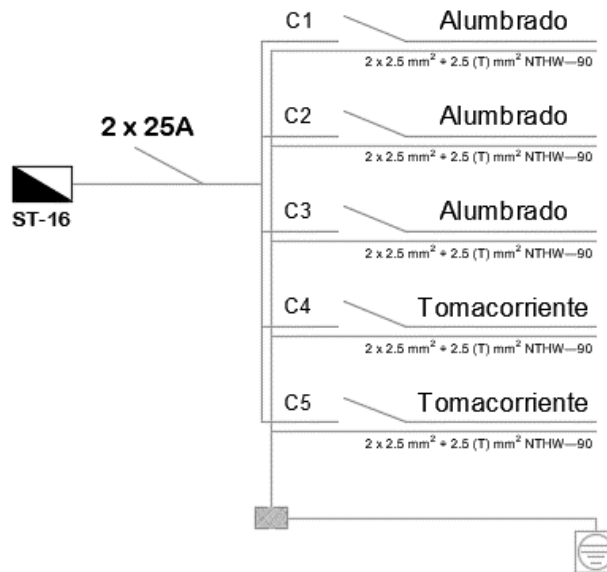 C1 Alumbrado
2 x 2.5 mm² + 2.5 (T) mm² NTHW—90
C2 Alumbrado
2 x 25A
2 x 2.5 mm² + 2.5 (T) mm² NTHW—90
ST-16
C3 Alumbrado
2 x 2.5 mm² + 2.5 (T) mm² NTHW—90
C4 Tomacorriente
2 x 2.5 mm² + 2.5 (T) mm² NTHW—90
C5 Tomacorriente
2 x 2.5 mm² + 2.5 (T) mm² NTHW—90